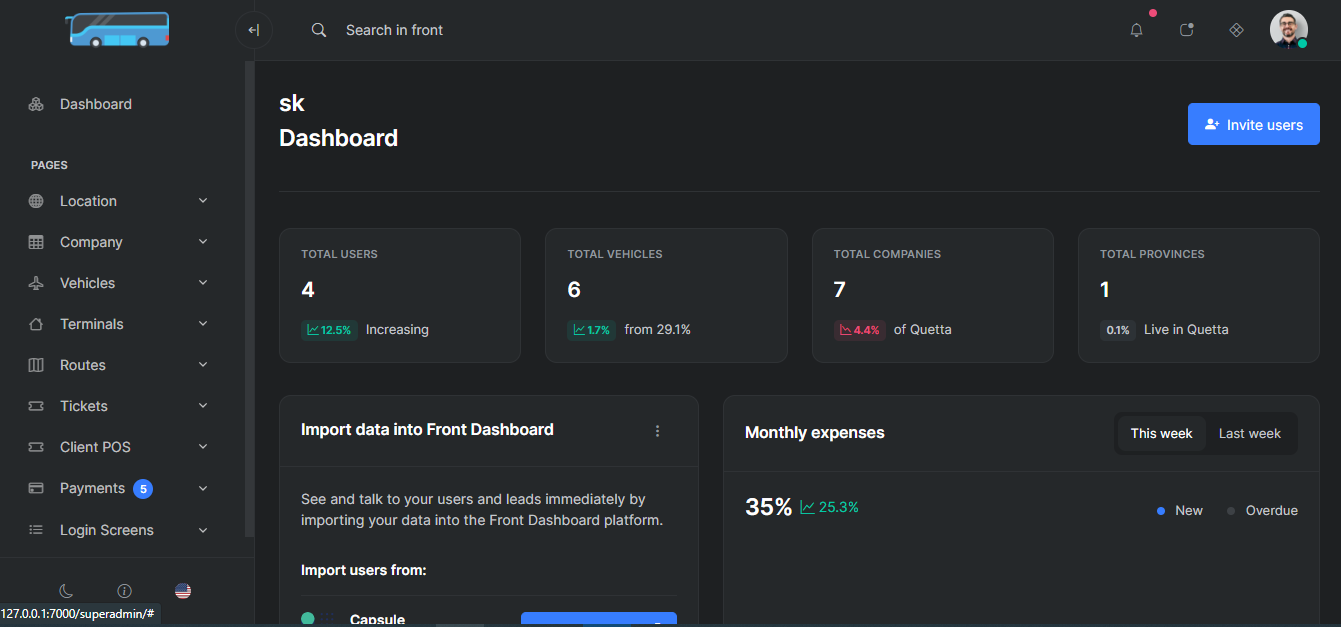 Search in front
Dashboard
PAGES
Location
Company
Vehicles
Terminals
Routes
Tickets
Client POS
Payments 5
Login Screens
127.0.0.1:7000/superadmin/#
sk
Dashboard
Invite users
TOTAL USERS
4
12.5% Increasing
TOTAL VEHICLES
6
1.7% from 29.1%
TOTAL COMPANIES
7
4.4% of Quetta
TOTAL PROVINCES
1
0.1% Live in Quetta
Import data into Front Dashboard
See and talk to your users and leads immediately by
importing your data into the Front Dashboard platform.
Import users from:
Capsule
Monthly expenses
This week Last week
35% 25.3%
New Overdue